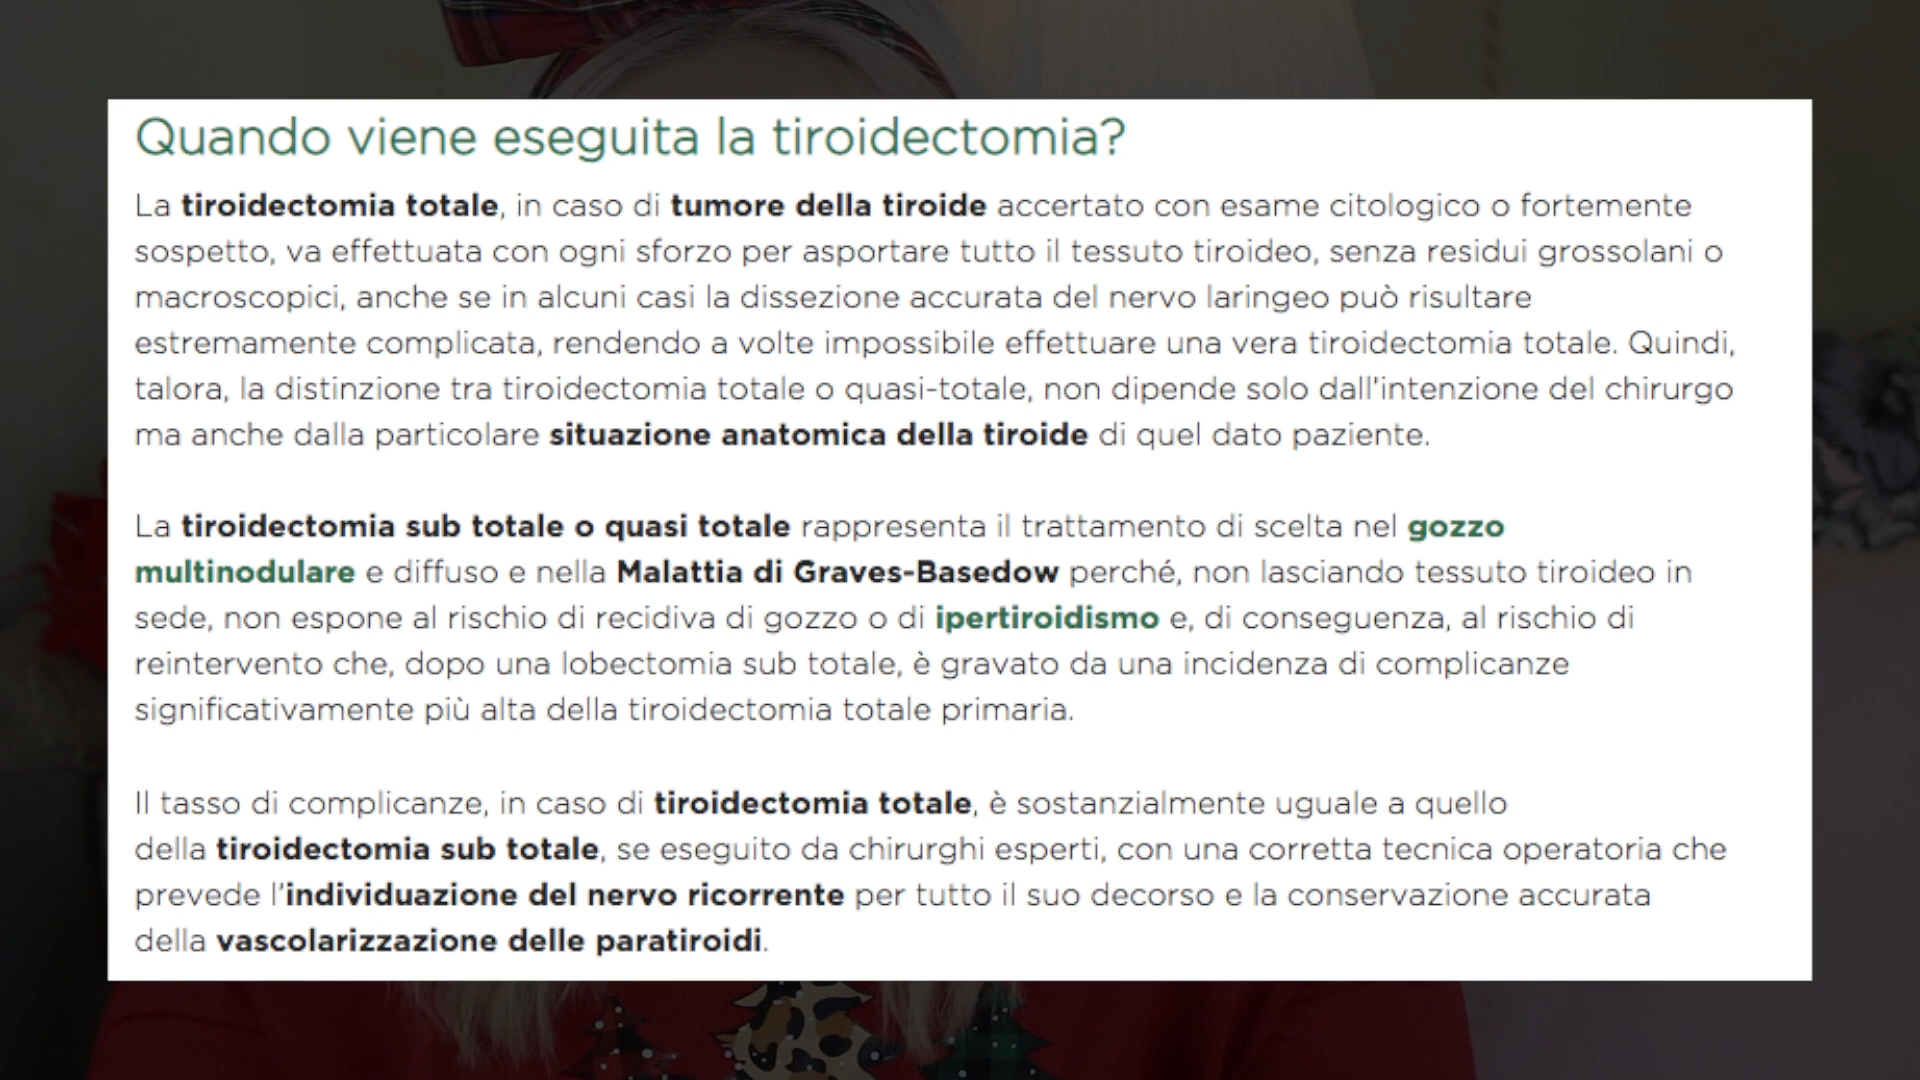 Quando viene eseguita la tiroidectomia?
La tiroidectomia totale, in caso di tumore della tiroide accertato con esame citologico o fortemente
sospetto, va effettuata con ogni sforzo per asportare tutto il tessuto tiroideo, senza residui grossolani o
macroscopici, anche se in alcuni casi la dissezione accurata del nervo laringeo può risultare
estremamente complicata, rendendo a volte impossibile effettuare una vera tiroidectomia totale. Quindi,
talora, la distinzione tra tiroidectomia totale o quasi-totale, non dipende solo dall'intenzione del chirurgo
ma anche dalla particolare situazione anatomica della tiroide di quel dato paziente.
La tiroidectomia sub totale o quasi totale rappresenta il trattamento di scelta nel gozzo
multinodulare e diffuso e nella Malattia di Graves-Basedow perché, non lasciando tessuto tiroideo in
sede, non espone al rischio di recidiva di gozzo o di ipertiroidismo e, di conseguenza, al rischio di
reintervento che, dopo una lobectomia sub totale, è gravato da una incidenza di complicanze
significativamente più alta della tiroidectomia totale primaria.
Il tasso di complicanze, in caso di tiroidectomia totale, è sostanzialmente uguale a quello
della tiroidectomia sub totale, se eseguito da chirurghi esperti, con una corretta tecnica operatoria che
prevede l'individuazione del nervo ricorrente per tutto il suo decorso e la conservazione accurata
della vascolarizzazione delle paratiroidi.